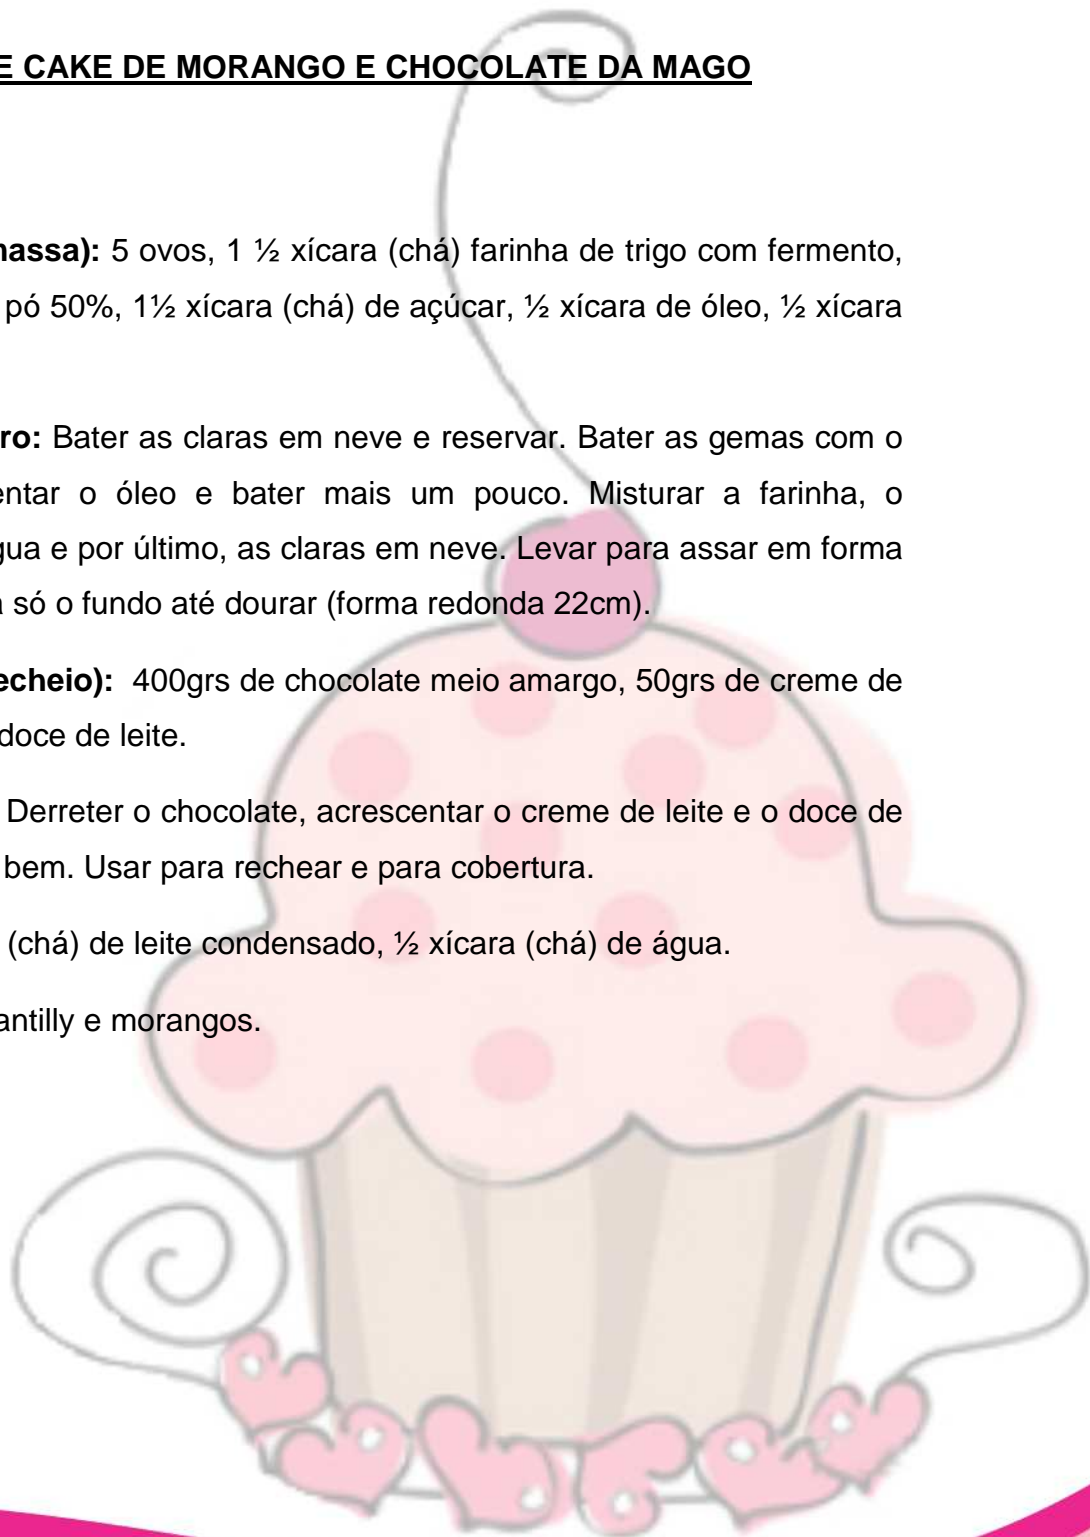 E CAKE DE MORANGO E CHOCOLATE DA MAGO
assa): 5 ovos, 1 ½ xícara (chá) farinha de trigo com fermento,
pó 50%, 1½ xícara (chá) de açúcar, ½ xícara de óleo, ½ xícara
ro: Bater as claras em neve e reservar. Bater as gemas com o
entar o óleo e bater mais um pouco. Misturar a farinha, o
gua e por último, as claras em neve. Levar para assar em forma
só o fundo até dourar (forma redonda 22cm).
echeio): 400grs de chocolate meio amargo, 50grs de creme de
doce de leite.
Derreter o chocolate, acrescentar o creme de leite e o doce de
bem. Usar para rechear e para cobertura.
(chá) de leite condensado, ½ xícara (chá) de água.
antilly e morangos.